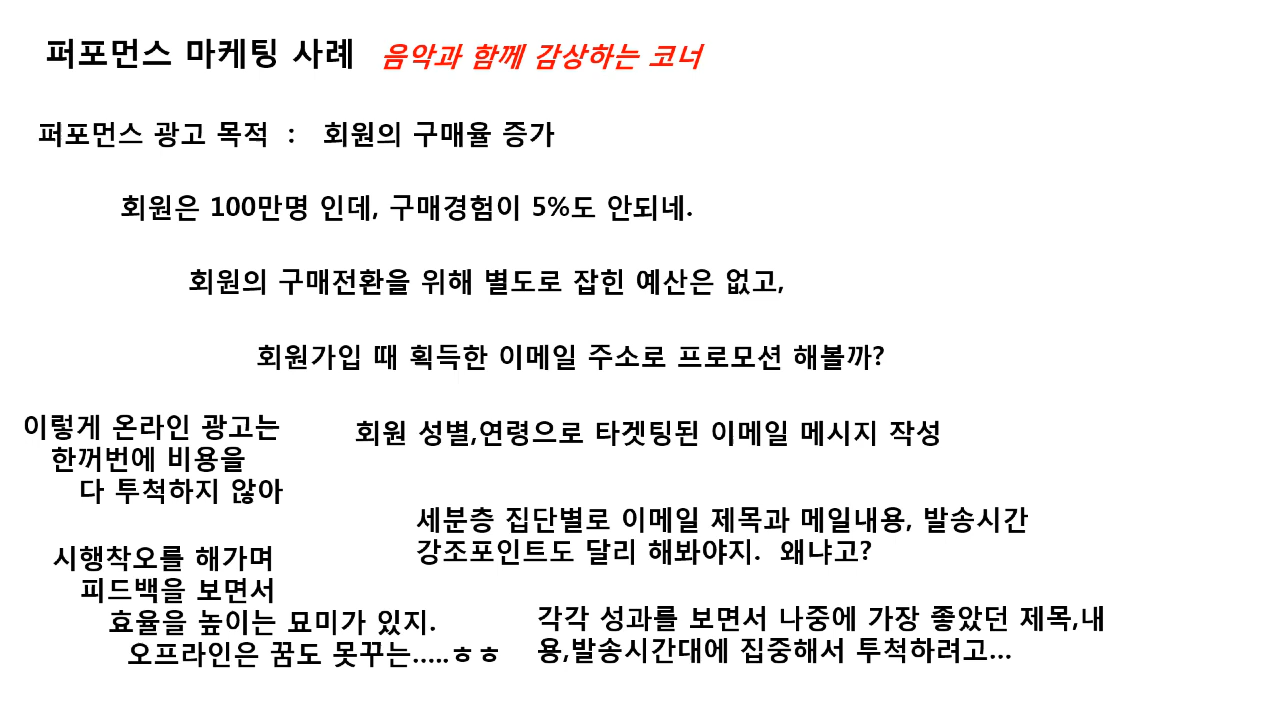 퍼포먼스 마케팅 사례 음악과 함께 감상하는 코너
퍼포먼스 광고 목적 : 회원의 구매율 증가
회원은 100만명 인데, 구매경험이 5%도 안되네.
회원의 구매전환을 위해 별도로 잡힌 예산은 없고,
회원가입 때 획득한 이메일 주소로 프로모션 해볼까?
회원 성별,연령으로 타겟팅된 이메일 메시지 작성
세분층 집단별로 이메일 제목과 메일내용, 발송시간
강조포인트도 달리 해봐야지. 왜냐고?
각각 성과를 보면서 나중에 가장 좋았던 제목,내
용,발송시간대에 집중해서 투척하려고...
이렇게 온라인 광고는
한꺼번에 비용을
다 투척하지 않아
시행착오를 해가며
피드백을 보면서
효율을 높이는 묘미가 있지.
오프라인은 꿈도 못꾸는.....ㅎㅎ